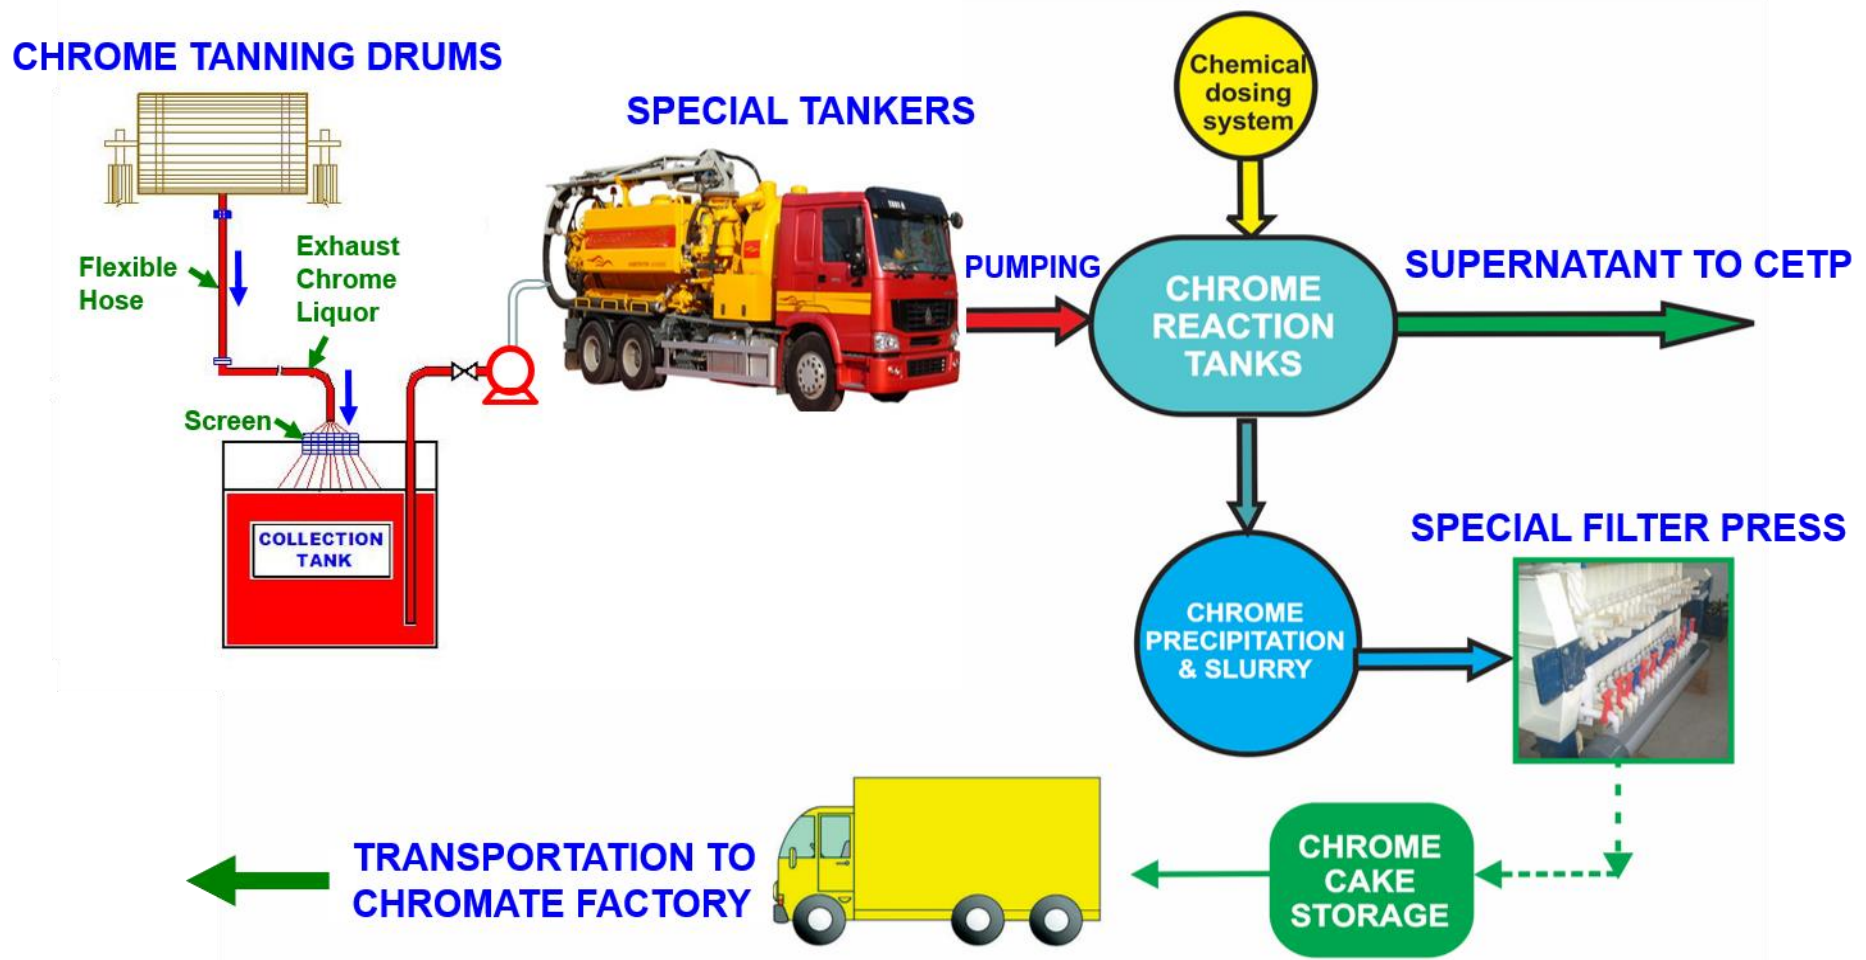 CHROME TANNING DRUMS
SPECIAL TANKERS
Chemical
dosing
system
Flexible
Hose
Exhaust
Chrome
Liquor
Screen
COLLECTION
TANK
PUMPING
CHROME
REACTION
TANKS
SUPERNATANT TO CETP
CHROME
PRECIPITATION
& SLURRY
SPECIAL FILTER PRESS
CHROME
CAKE
STORAGE
TRANSPORTATION TO
CHROMATE FACTORY